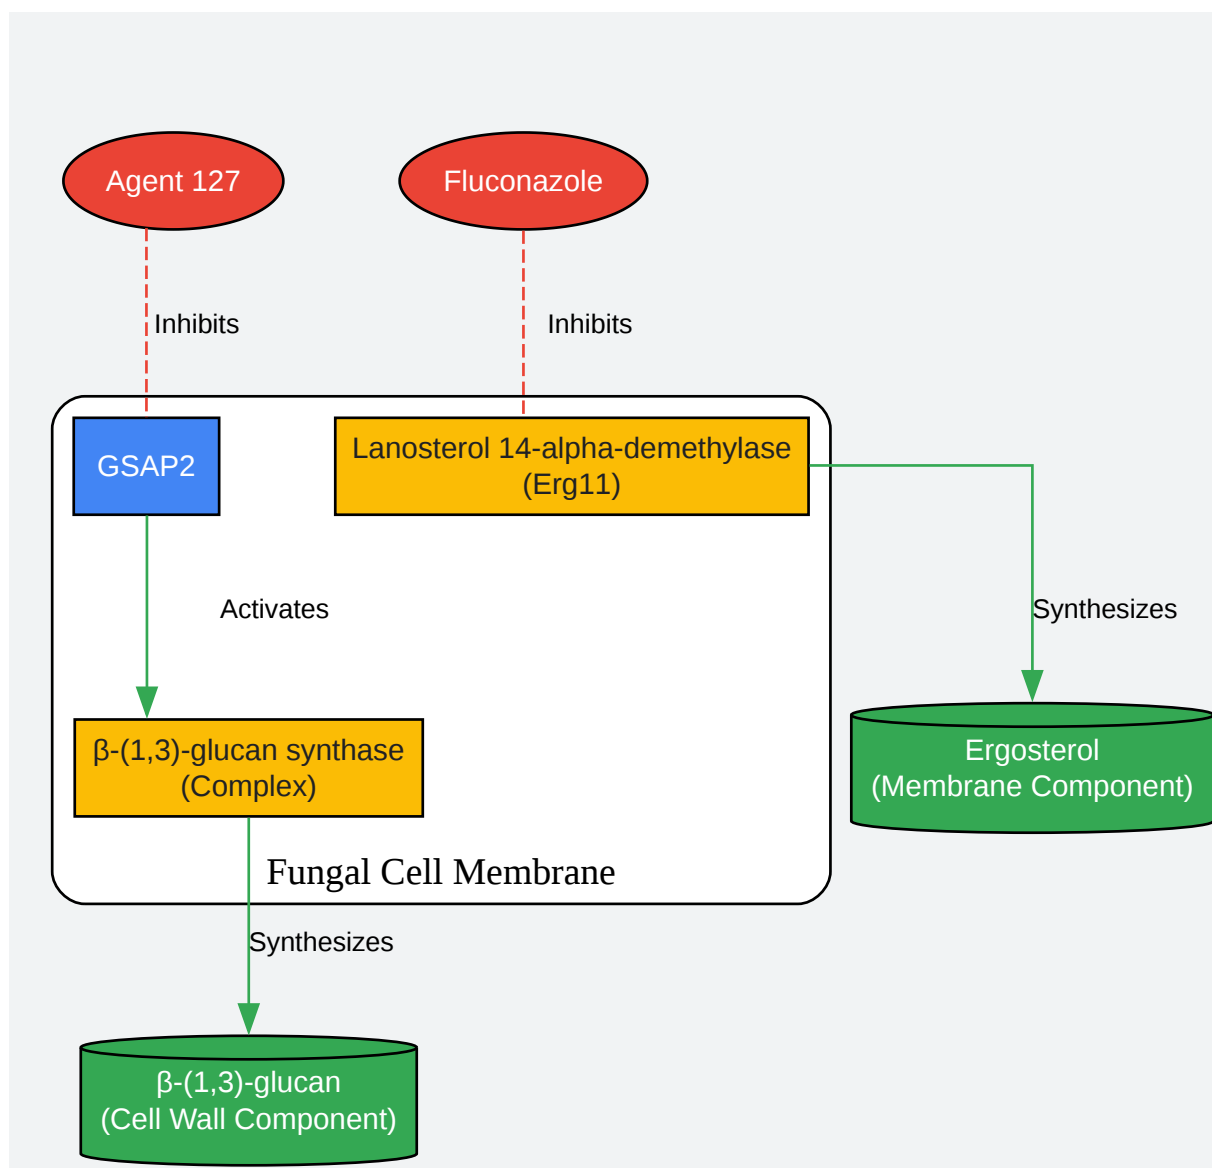 Agent 127
Fluconazole
Inhibits
Inhibits
GSAP2
Lanosterol 14-alpha-demethylase
(Erg11)
Activates
Synthesizes
β-(1,3)-glucan synthase
(Complex)
Ergosterol
(Membrane Component)
Fungal Cell Membrane
Synthesizes
β-(1,3)-glucan
(Cell Wall Component)